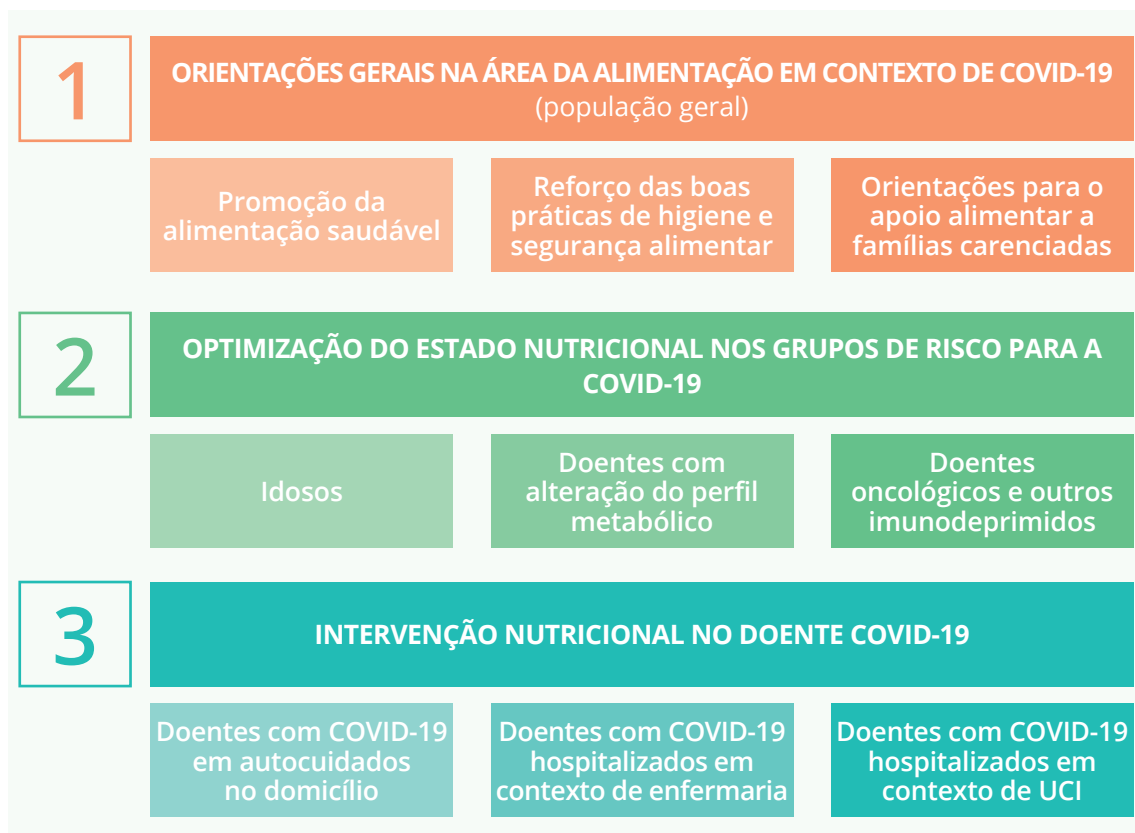 1
ORIENTAÇÕES GERAIS NA ÁREA DA ALIMENTAÇÃO EM CONTEXTO DE COVID-19
(população geral)
Promoção da
alimentação saudável
Reforço das boas
práticas de higiene e
segurança alimentar
Orientações para o
apoio alimentar a
famílias carenciadas
2
OPTIMIZAÇÃO DO ESTADO NUTRICIONAL NOS GRUPOS DE RISCO PARA A
COVID-19
Idosos
Doentes com
alteração do perfil
metabólico
Doentes
oncológicos e outros
imunodeprimidos
3
INTERVENÇÃO NUTRICIONAL NO DOENTE COVID-19
Doentes com COVID-19
em autocuidados
no domicílio
Doentes com COVID-19
hospitalizados em
contexto de enfermaria
Doentes com COVID-19
hospitalizados em
contexto de UCI